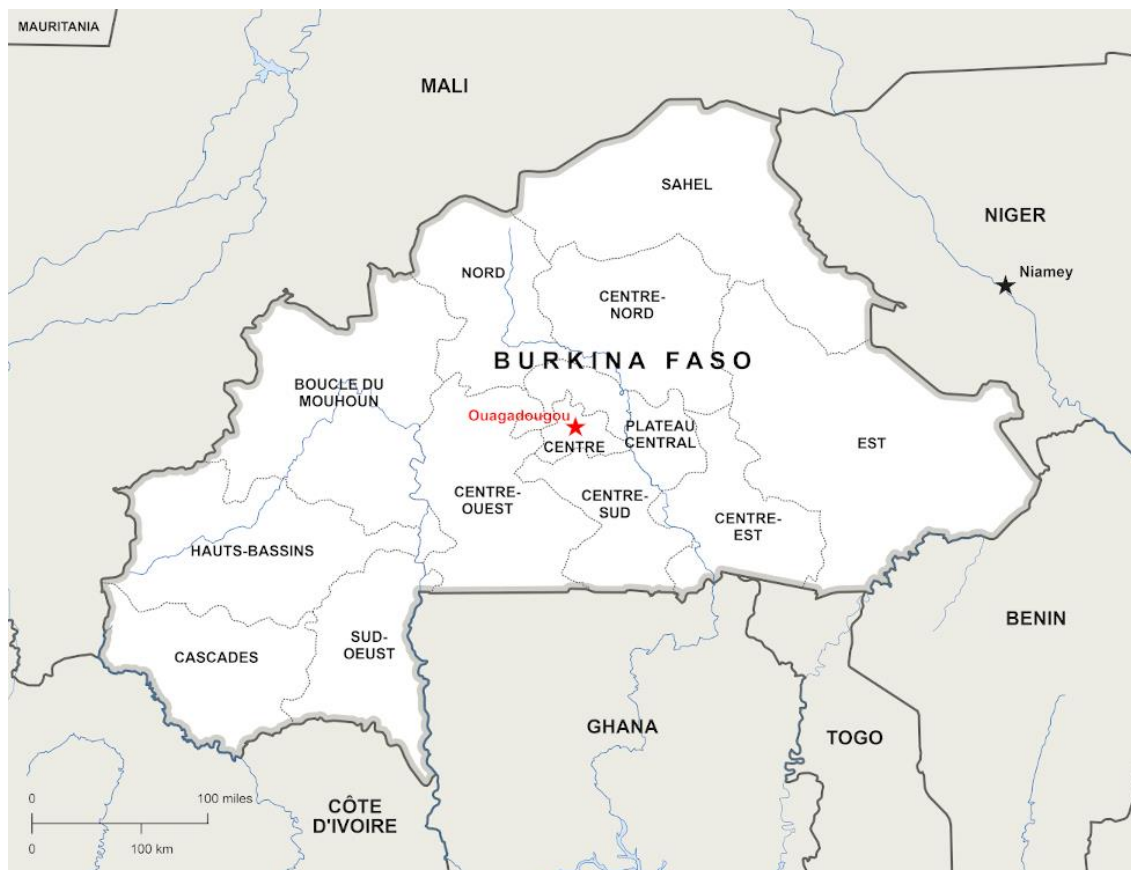 MAURITANIA
MALI
SAHEL
NIGER
Niamey
NORD
CENTRE-
NORD
BURKINA FASO
BOUCLE DU
MOUHOUN
Ouagadougou
CENTRE
PLATEAU
CENTRAL
EST
CENTRE-
OUEST
CENTRE-
SUD
CENTRE-
EST
HAUTS-BASSINS
BENIN
SUD-
OEUST
CASCADES
GHANA
TOGO
CÔTE
D'IVOIRE
0 100 miles
0 100 km